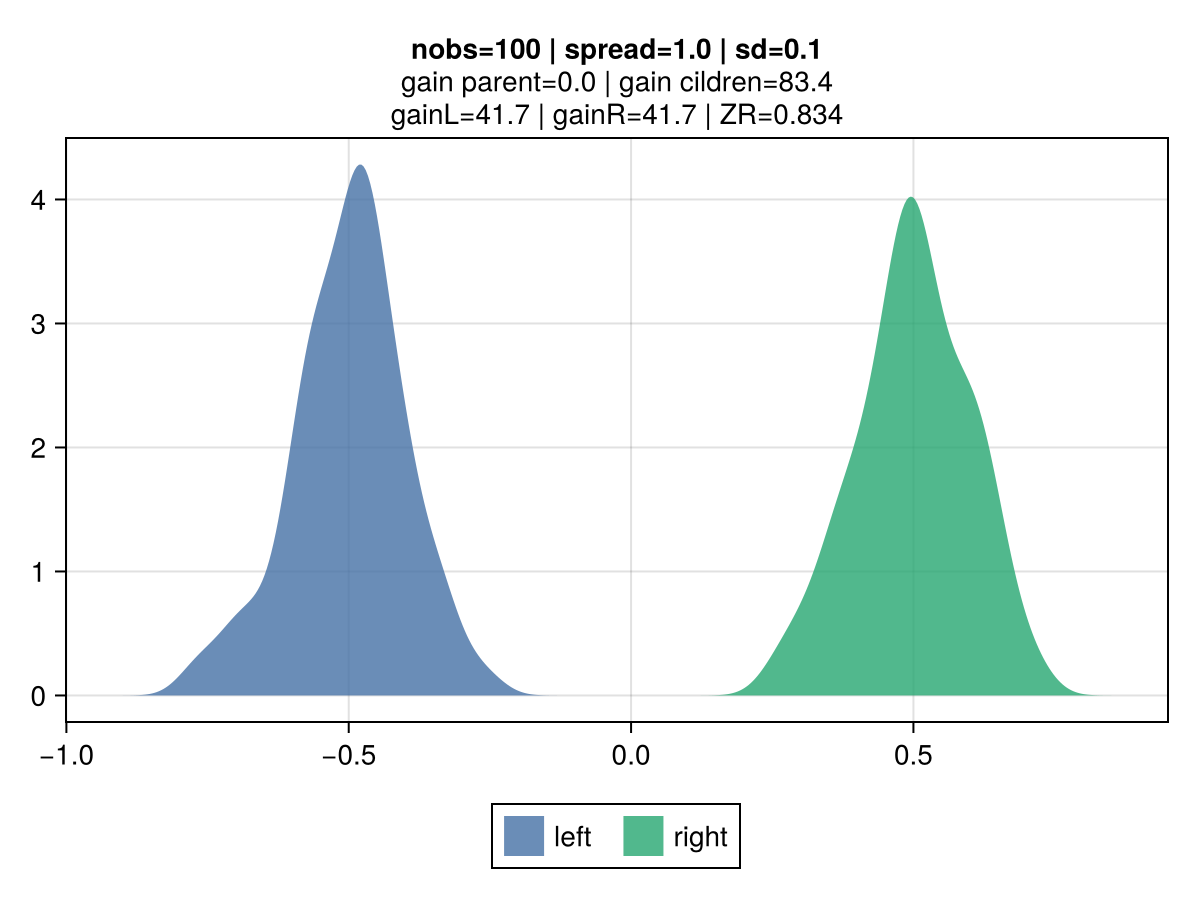 nobs=100 | spread=1.0 | sd=0.1
gain parent=0.0 | gain cildren=83.4
gainL=41.7 | gainR=41.7 | ZR=0.834
4
3
2
1
0
−1.0 −0.5 0.0 0.5
left right